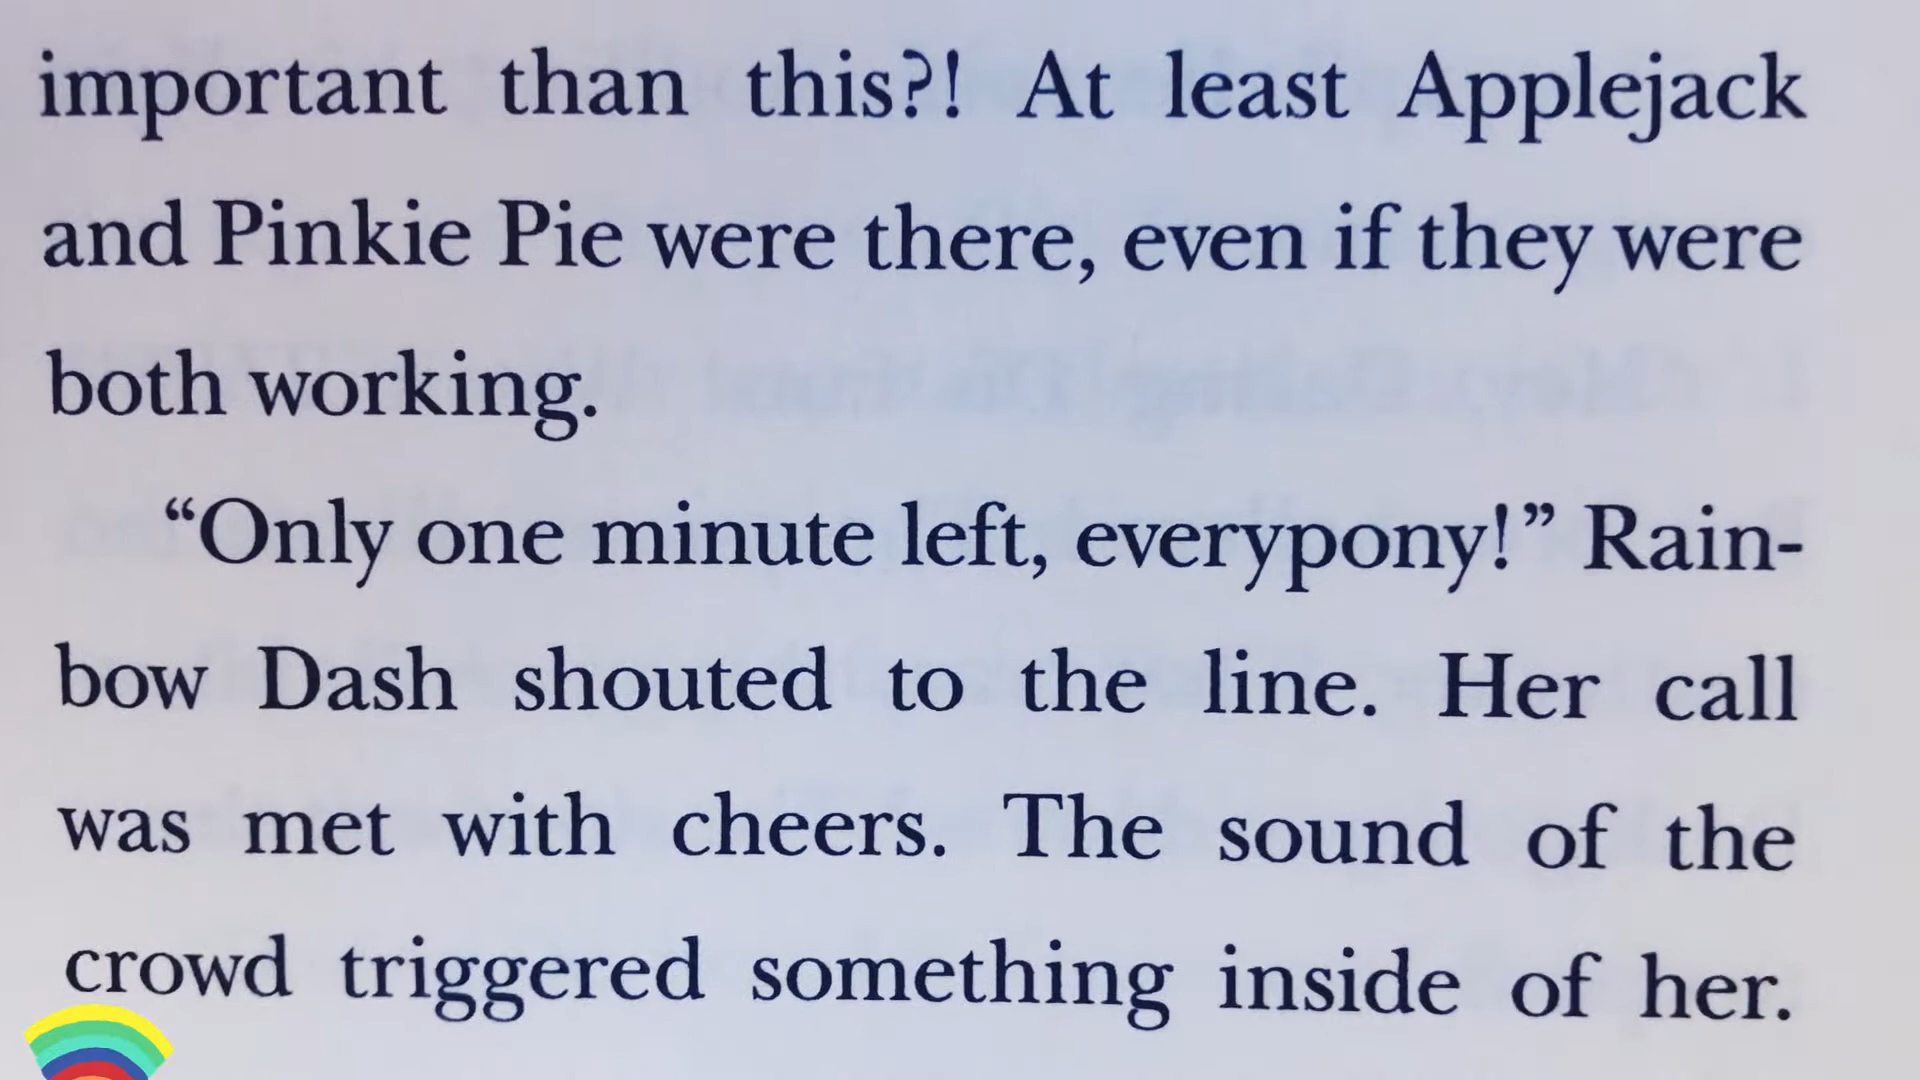 important than this?! At least Applejack
and Pinkie Pie were there, even if they were
both working.
“Only one minute left, everypony!” Rain-
bow Dash shouted to the line. Her call
was met with cheers. The sound of the
crowd triggered something inside of her.